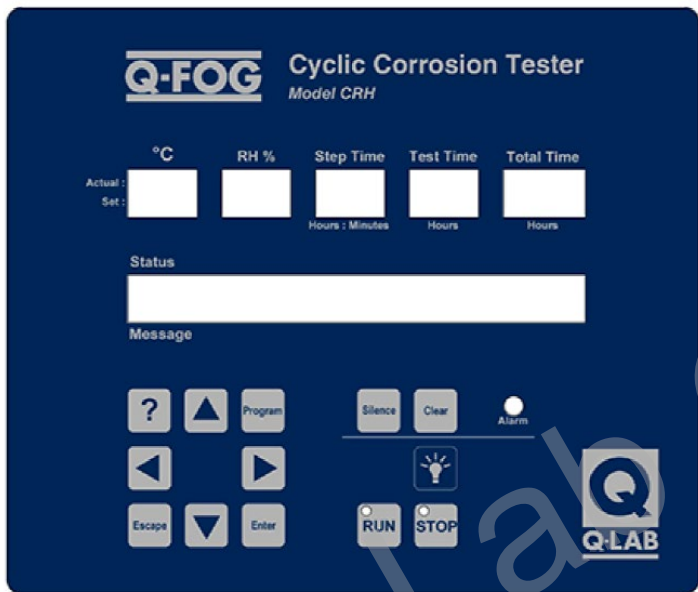 Q-FOG
Cyclic Corrosion Tester
Model CRH
°C RH % Step Time Test Time Total Time
Actual :
Set :
Hours : Minutes Hours Hours
Status
Message
? Program Silence Clear
Alarm
Escape Enter RUN STOP
Q
Q-LAB
Lab